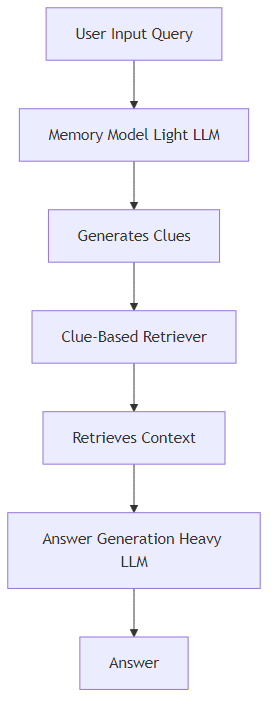 User Input Query
Memory Model Light LLM
Generates Clues
Clue-Based Retriever
Retrieves Context
Answer Generation Heavy
LLM
Answer